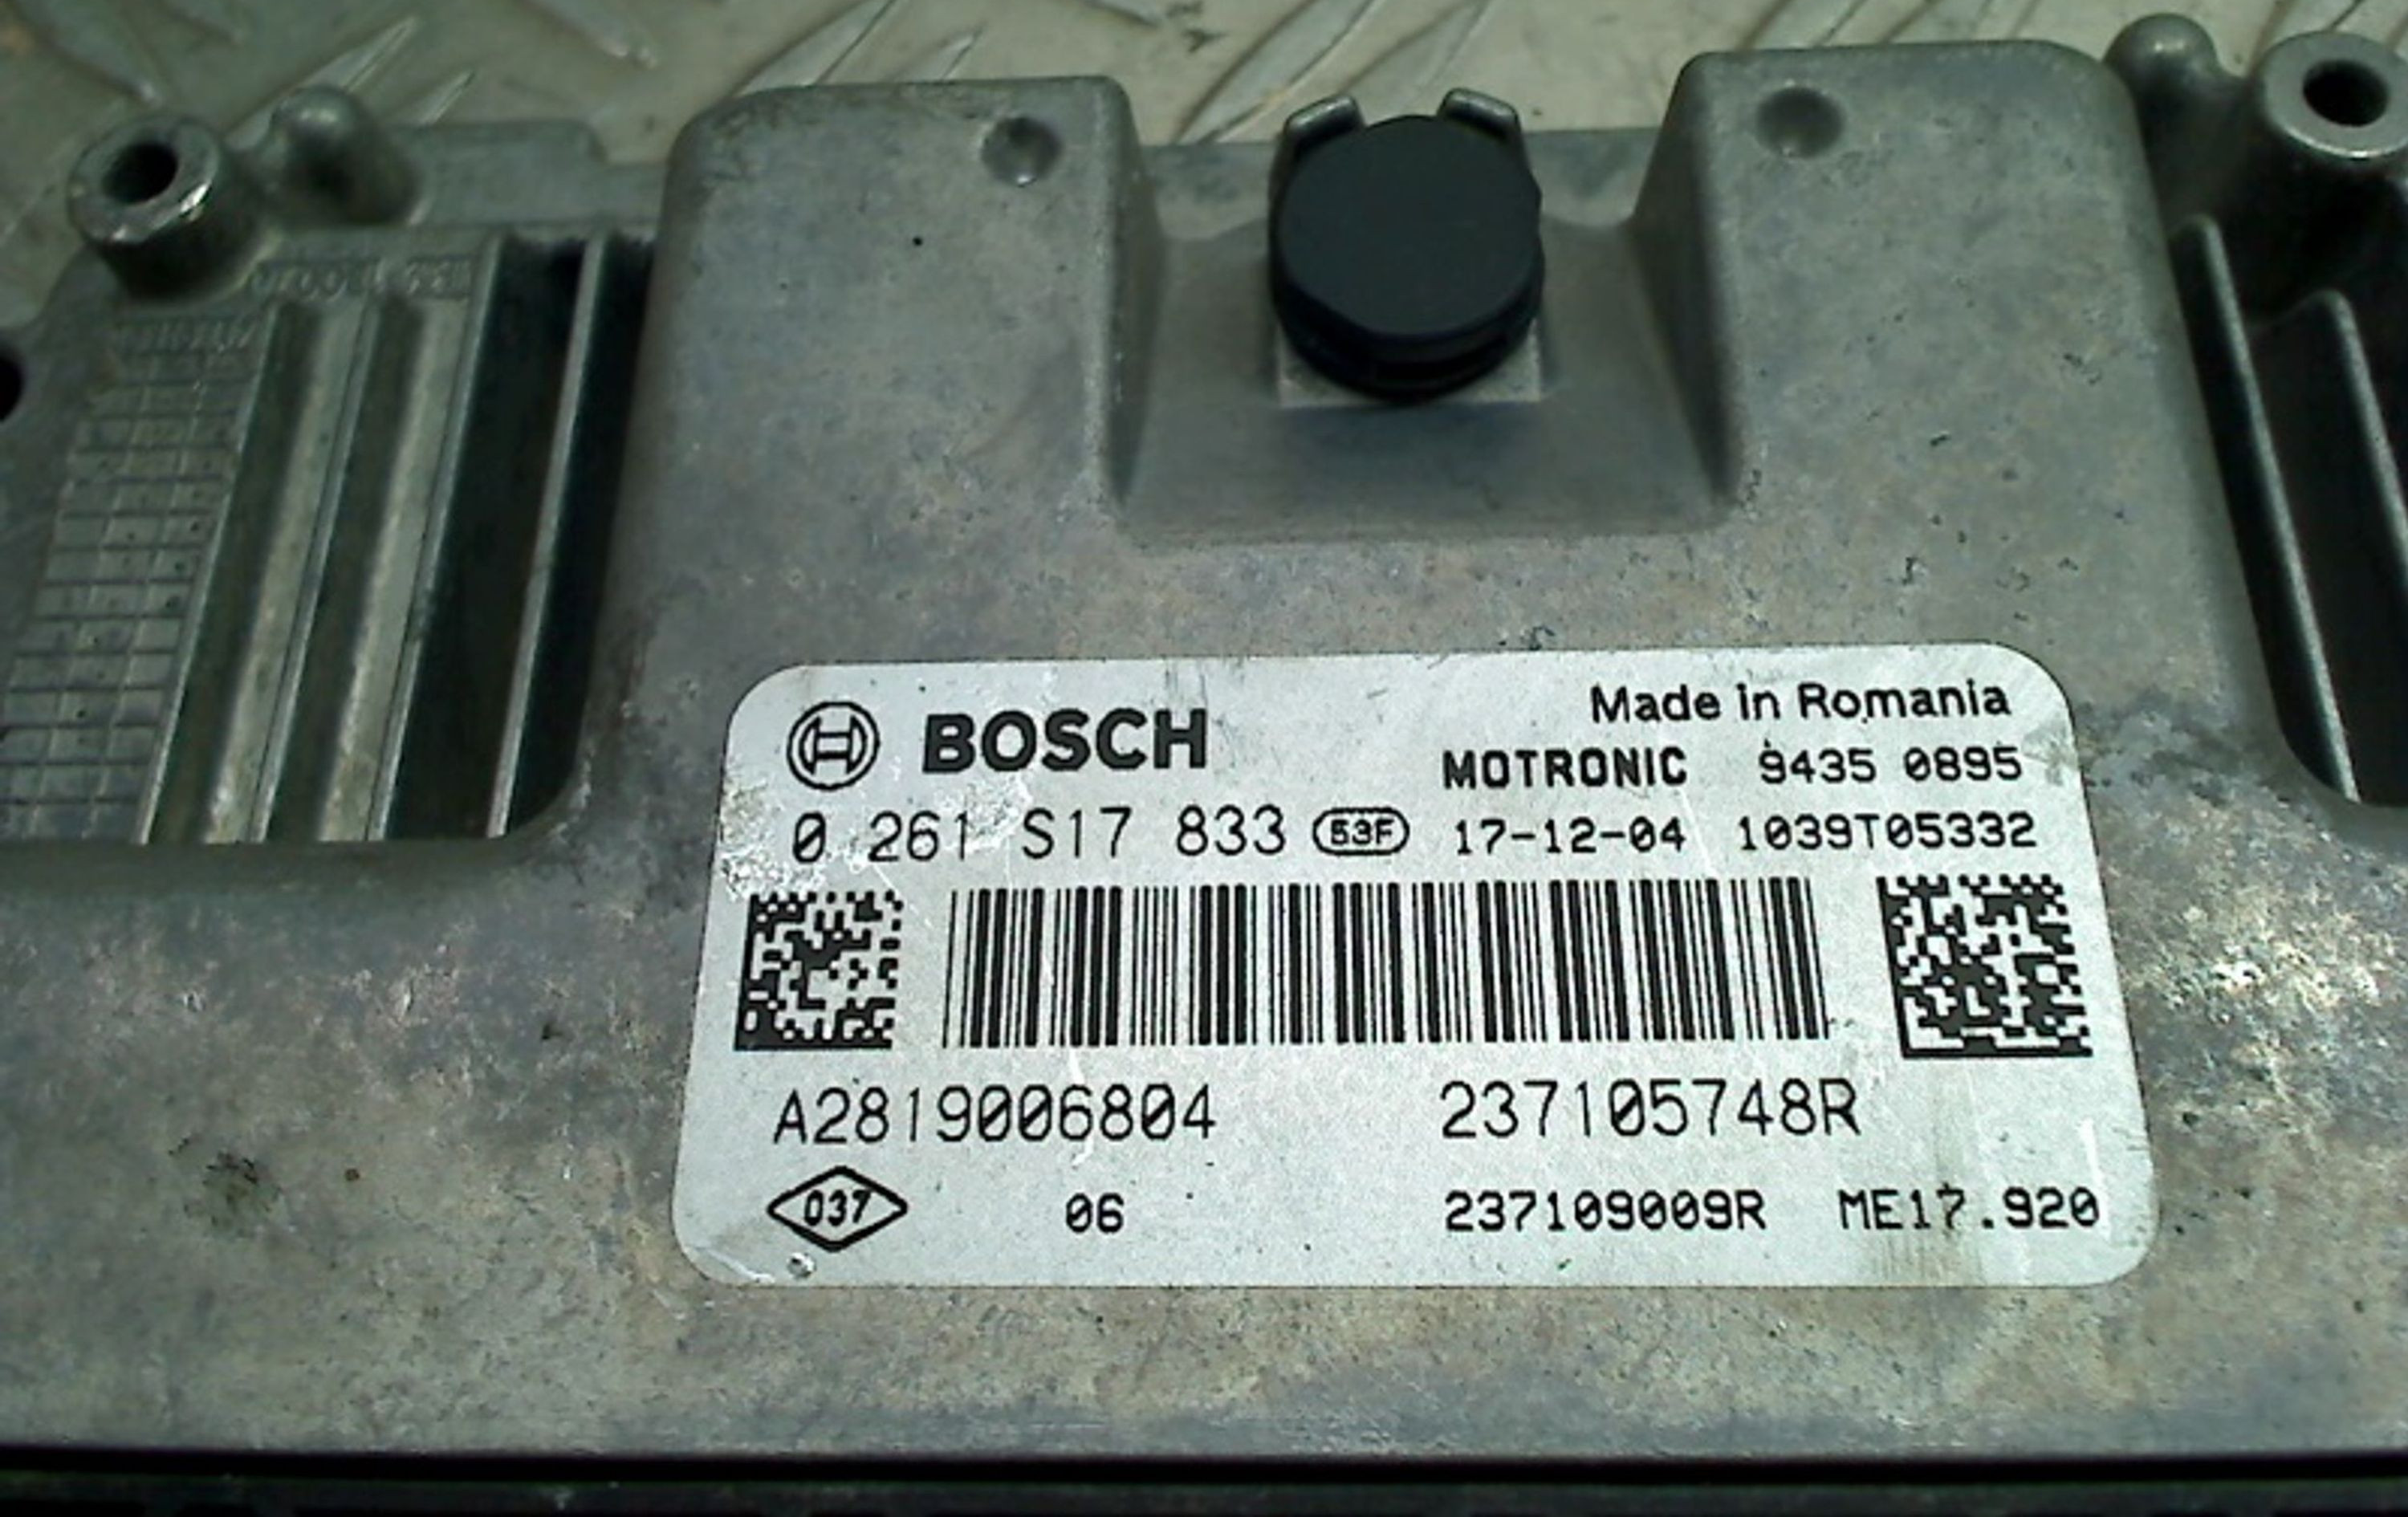 Made in Romania
BOSCH
MOTRONIC 9435 0895
0 261 S17 833 53F 17-12-04 1039T05332
A2819006804 237105748R
037 06 237109009R ME17.920